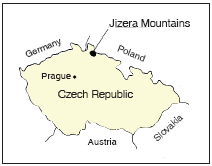 Jizera Mountains
Germany
Poland
Prague
Czech Republic
Slovakia
Austria